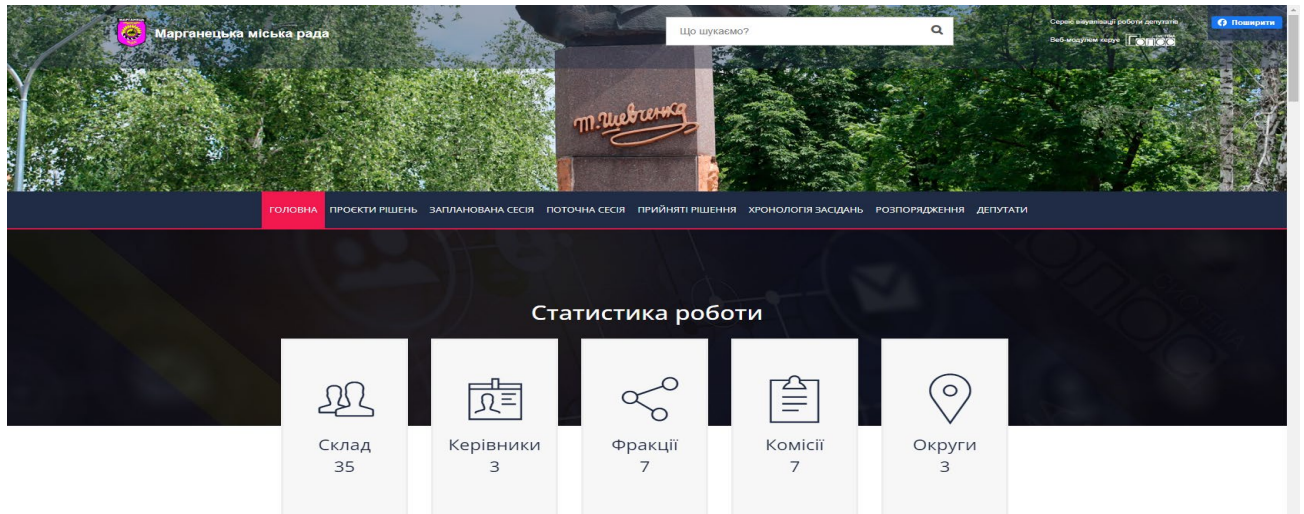 МАРГАНЕЦЬ
Марганецька міська рада
Що шукаємо?
Сервіс візуалізації роботи депутатів
Веб-модулем керує ГОЛОС
Поширити
Т.Шевченко
ГОЛОВНА ПРОЄКТИ РІШЕНЬ ЗАПЛАНОВАНА СЕСІЯ ПОТОЧНА СЕСІЯ ПРИЙНЯТІ РІШЕННЯ ХРОНОЛОГІЯ ЗАСІДАНЬ РОЗПОРЯДЖЕННЯ ДЕПУТАТИ
Статистика роботи
Склад
35
Керівники
3
Фракції
7
Комісії
7
Округи
3